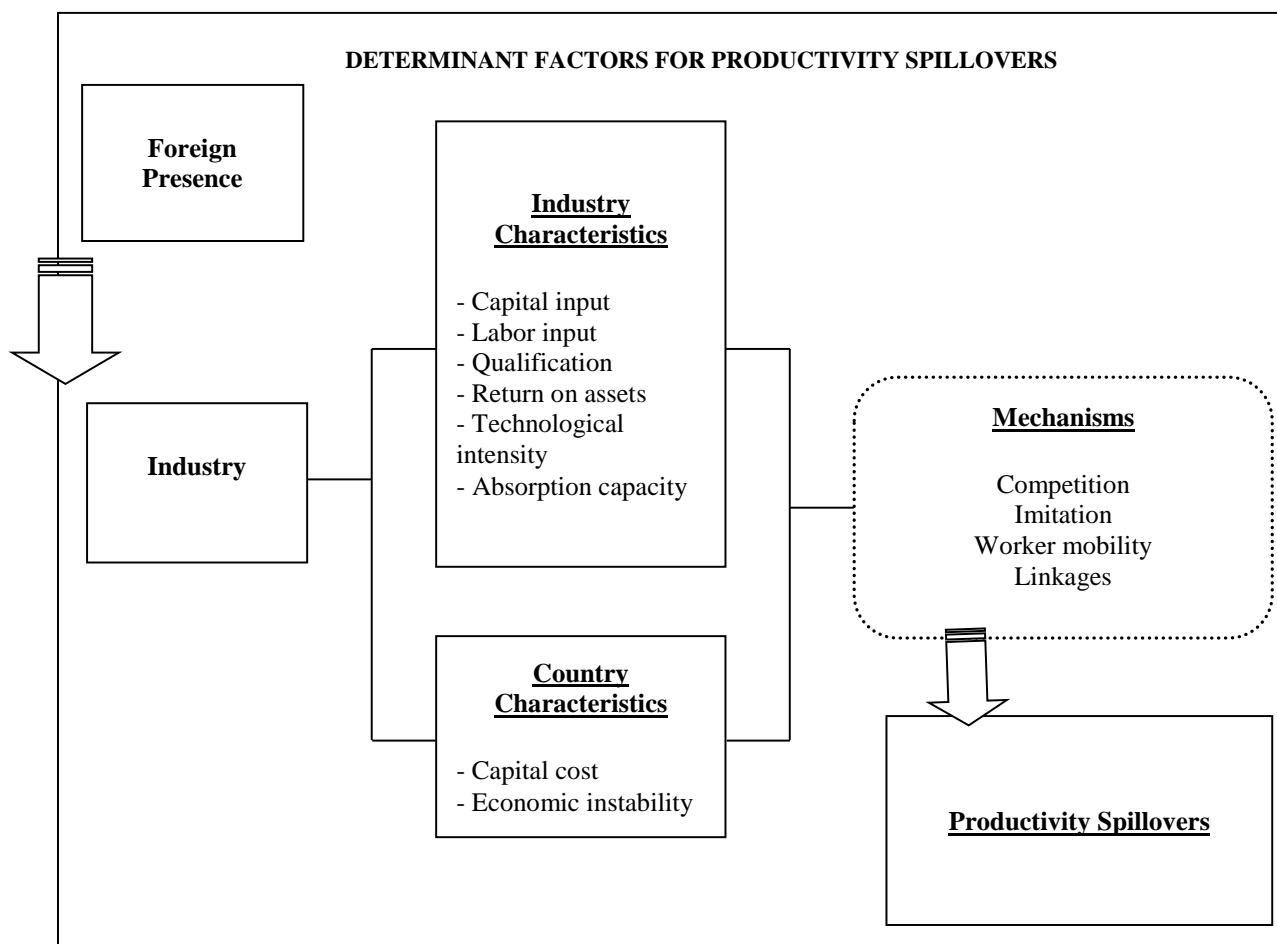 DETERMINANT FACTORS FOR PRODUCTIVITY SPILLOVERS
Foreign
Presence
Industry
Industry
Characteristics
- Capital input
- Labor input
- Qualification
- Return on assets
- Technological
intensity
- Absorption capacity
Country
Characteristics
- Capital cost
- Economic instability
Mechanisms
Competition
Imitation
Worker mobility
Linkages
Productivity Spillovers